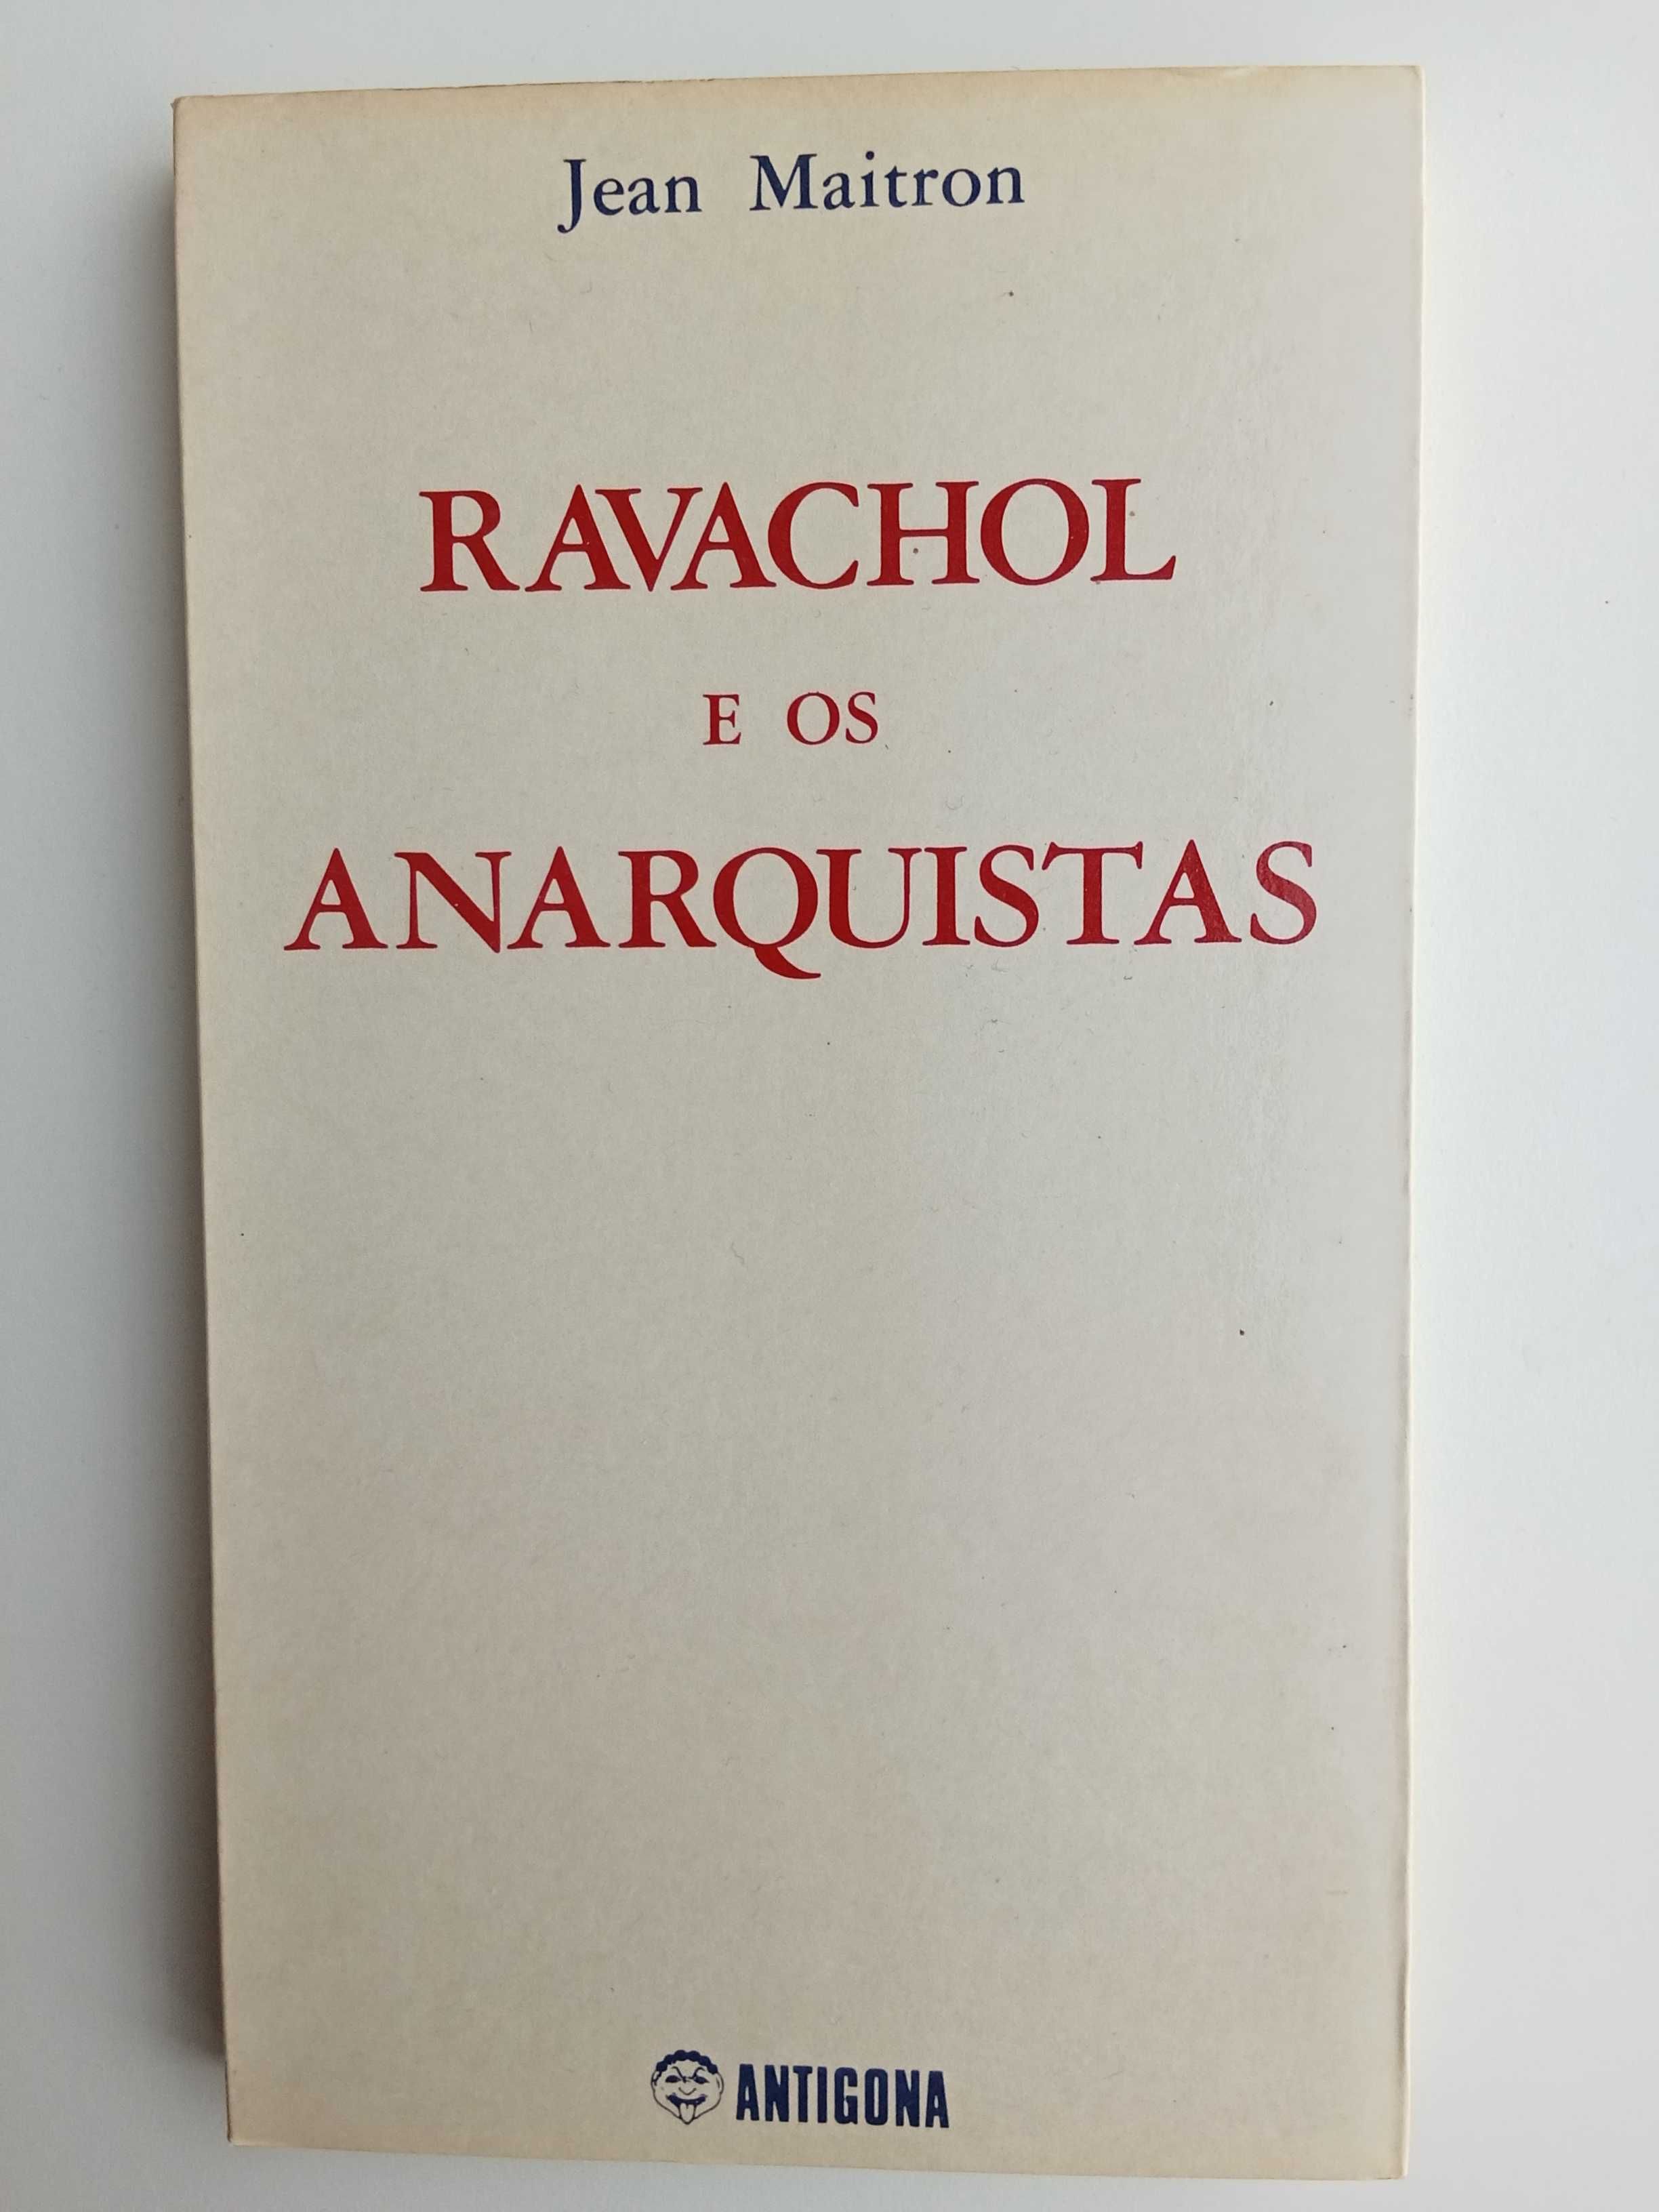 Jean Maitron
RAVACHOL
E OS
ANARQUISTAS
ANTIGONA